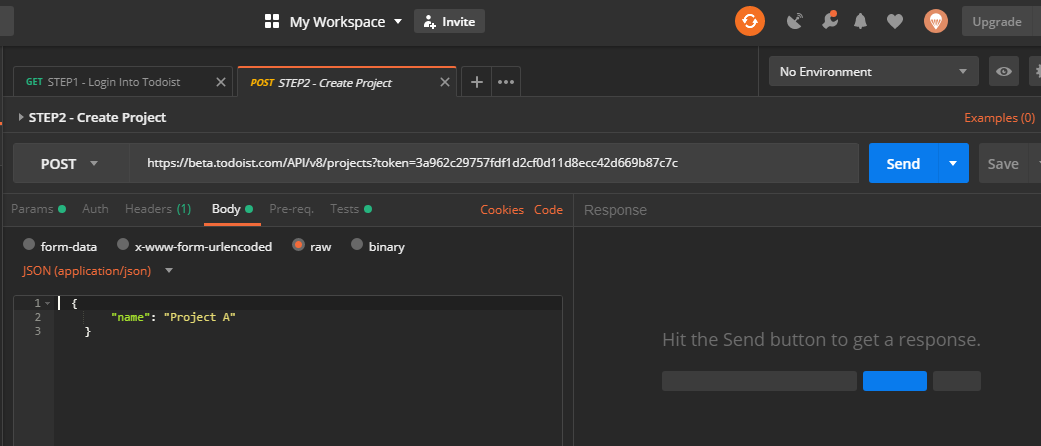 My Workspace Invite Upgrade
GET STEP1 - Login Into Todoist POST STEP2 - Create Project No Environment
STEP2 - Create Project Examples (0)
POST https://beta.todoist.com/API/v8/projects?token=3a962c29757fdf1d2cf0d11d8ecc42d669b87c7c Send Save
Params Auth Headers (1) Body Pre-req. Tests Cookies Code Response
form-data x-www-form-urlencoded raw binary
JSON (application/json)
1 {
2 "name": "Project A"
3 }
Hit the Send button to get a response.